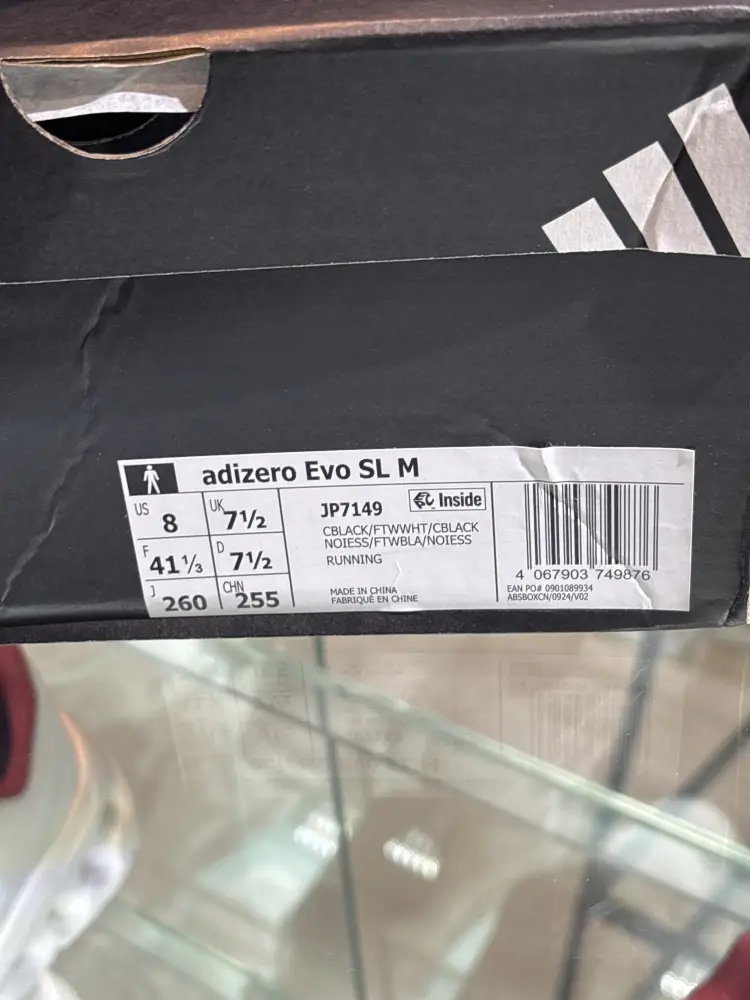 adizero Evo SL M
US 8
UK 7½
F 41⅓
D 7½
J 260
CHN 255
JP7149
Inside
CBLACK/FTWWHT/CBLACK
NOIESS/FTWBLA/NOIESS
RUNNING
MADE IN CHINA
FABRIQUÉ EN CHINE
4 067903 749876
EAN PO# 0901089934
ABSBOXCN/0924/V02